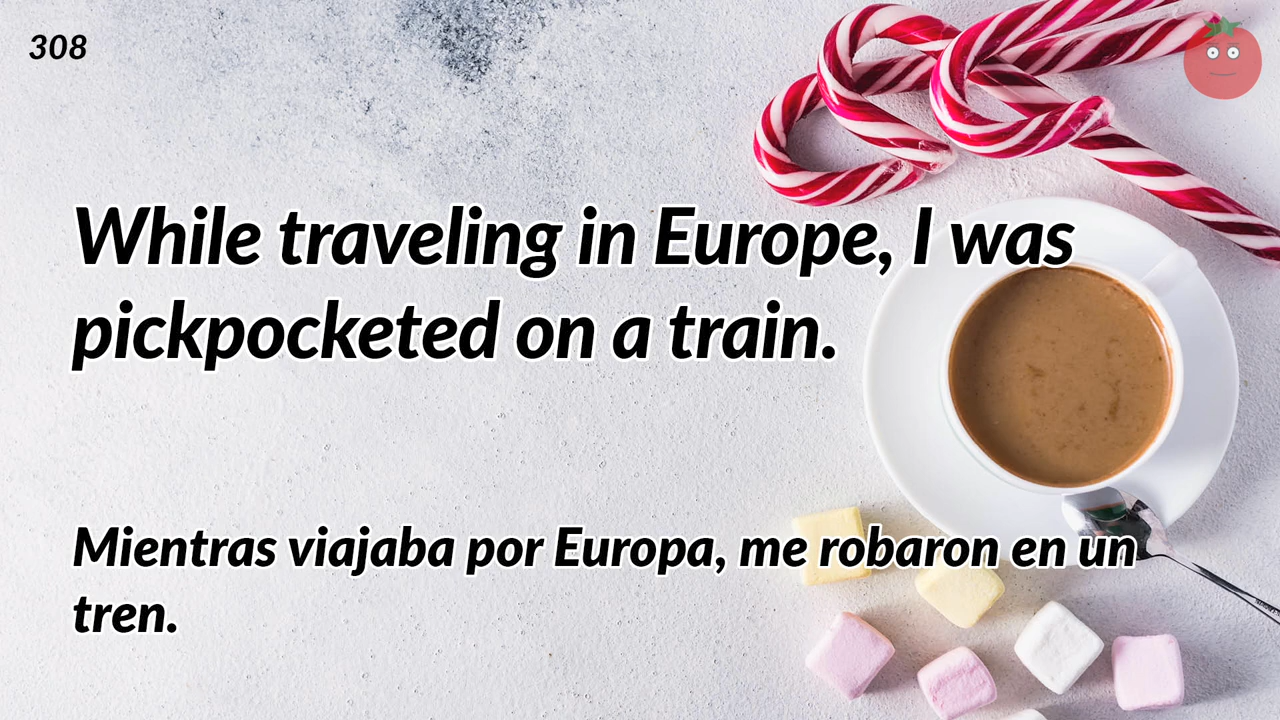 308
While traveling in Europe, I was
pickpocketed on a train.
Mientras viajaba por Europa, me robaron en un
tren.